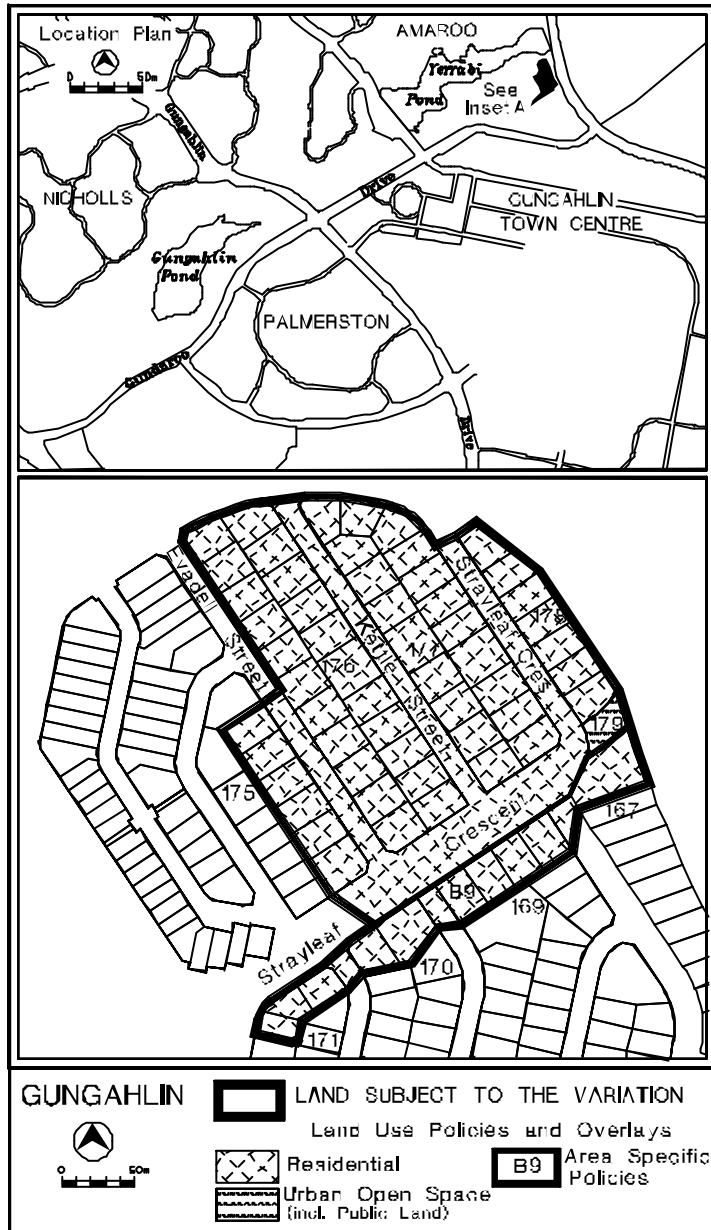 Location Plan
0 50m
AMAROO
Yerrabi
Pond
See
Inset A
Gungahlin
Drive
NICHOLLS
GUNGAHLIN
TOWN CENTRE
Gungahlin
Pond
PALMERSTON
Gundaroo
Drive
Evadell
Street
Strayleaf Cres
178
Kettle Street
176
177
179
175
Crescent
167
B9
169
Strayleaf
170
171
GUNGAHLIN
LAND SUBJECT TO THE VARIATION
Land Use Policies and Overlays
0 50m
Residential
B9
Area Specific
Policies
Urban Open Space
(incl. Public Land)